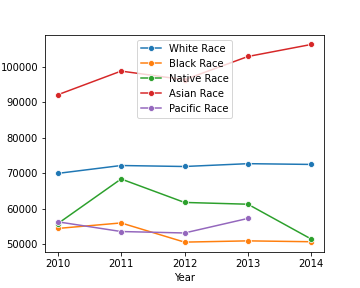 100000
90000
80000
70000
60000
50000
White Race
Black Race
Native Race
Asian Race
Pacific Race
2010 2011 2012 2013 2014
Year